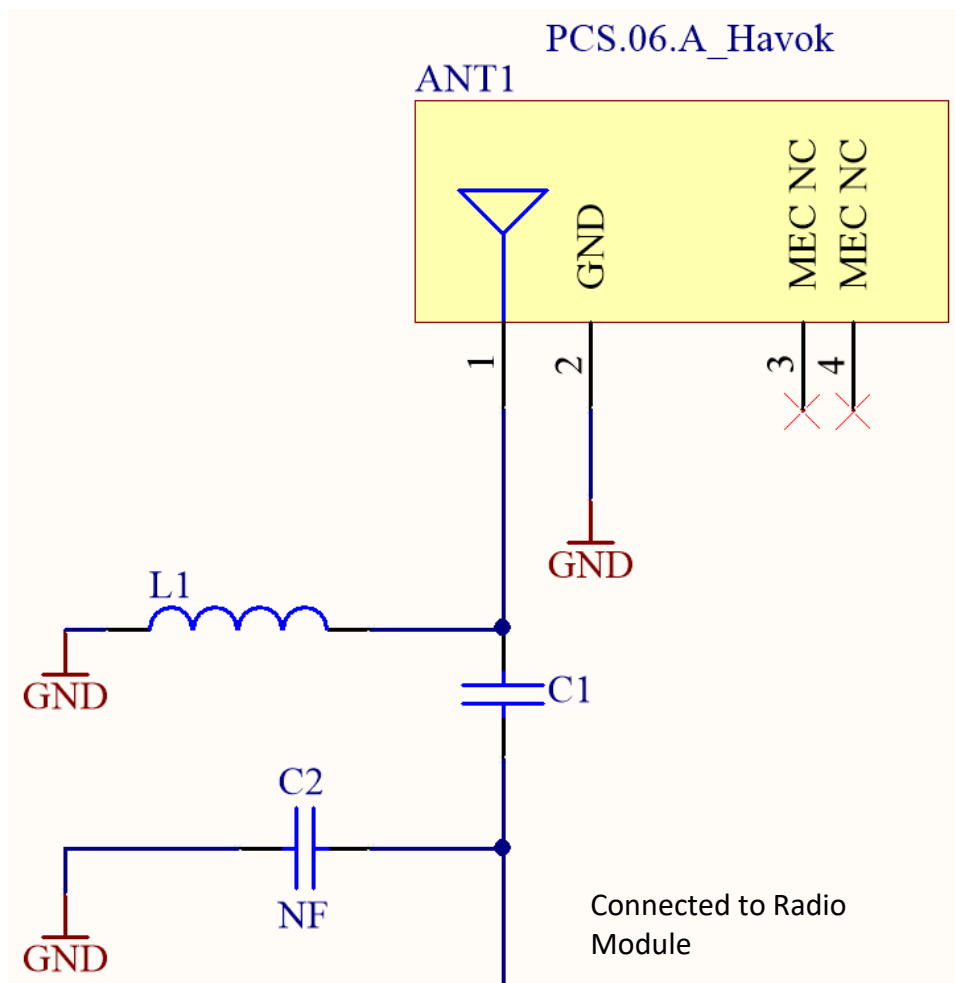 PCS.06.A_Havok
ANT1
GND
MEC NC
MEC NC
1
2
3
4
GND
L1
GND
C1
C2
NF
GND
Connected to Radio
Module